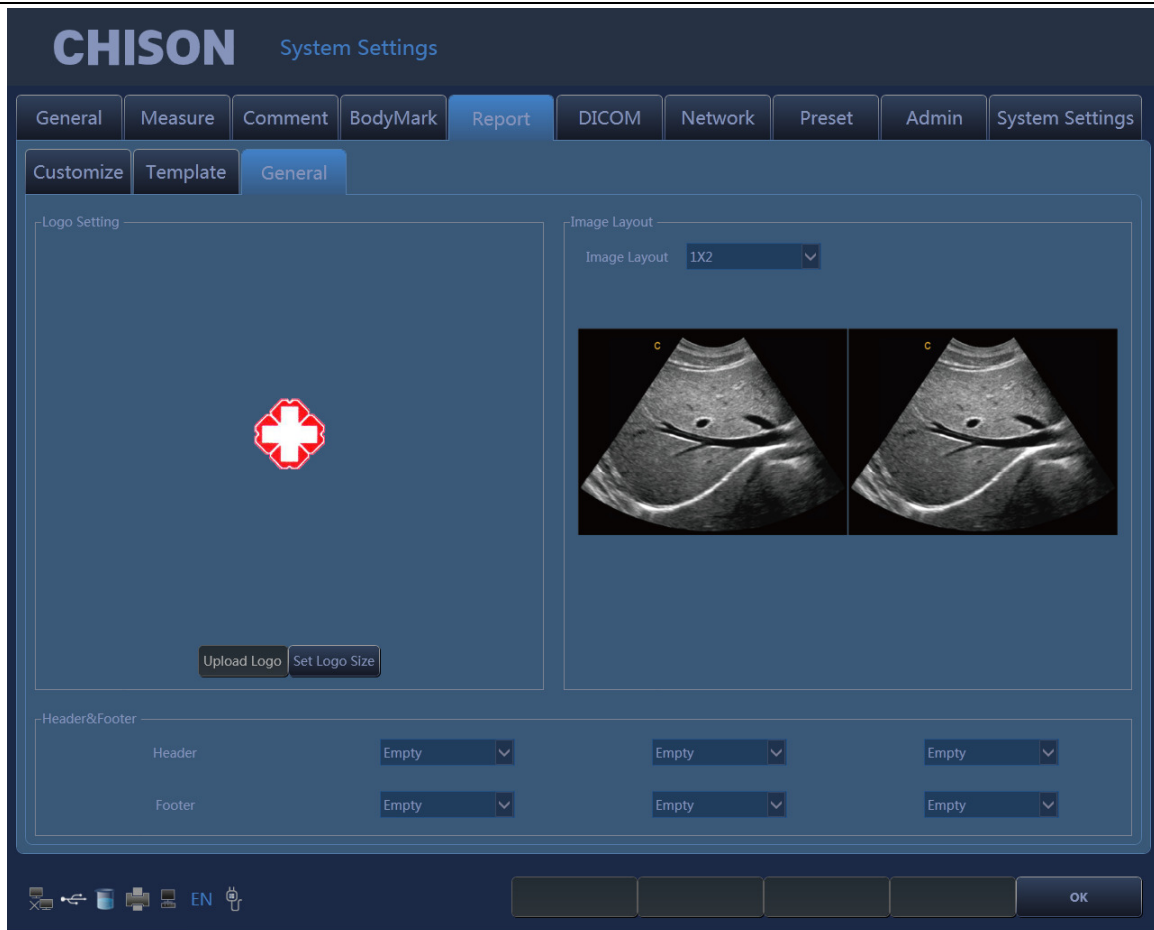 CHISON System Settings
General Measure Comment BodyMark Report DICOM Network Preset Admin System Settings
Customize Template General
Logo Setting
Upload Logo Set Logo Size
Image Layout
Image Layout 1X2
C C
Header&Footer
Header Empty Empty Empty
Footer Empty Empty Empty
EN OK